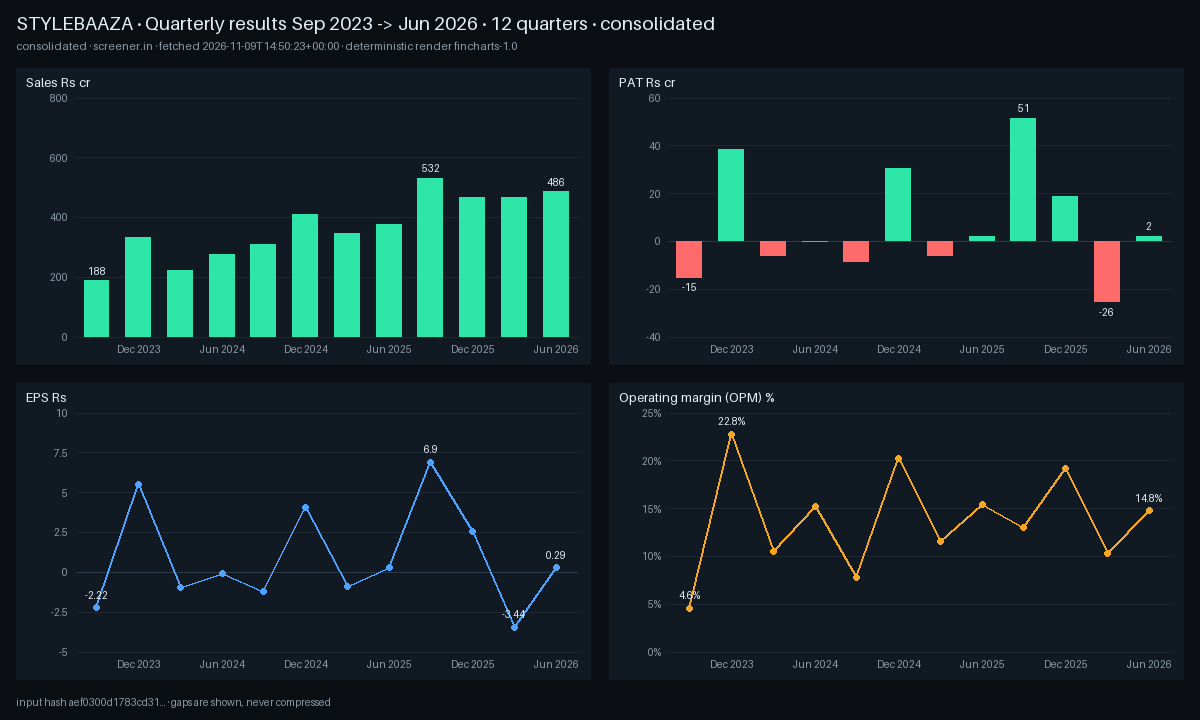 STYLEBAAZA · Quarterly results Sep 2023 -> Jun 2026 · 12 quarters · consolidated
consolidated · screener.in · fetched 2026-11-09T14:50:23+00:00 · deterministic render fincharts-1.0
Sales Rs cr
800
600
400
200
0
188
532
486
Dec 2023
Jun 2024
Dec 2024
Jun 2025
Dec 2025
Jun 2026
PAT Rs cr
60
40
20
0
-20
-40
-15
51
-26
2
Dec 2023
Jun 2024
Dec 2024
Jun 2025
Dec 2025
Jun 2026
EPS Rs
10
7.5
5
2.5
0
-2.5
-5
-2.22
6.9
-3.44
0.29
Dec 2023
Jun 2024
Dec 2024
Jun 2025
Dec 2025
Jun 2026
Operating margin (OPM) %
25%
20%
15%
10%
5%
0%
4.6%
22.8%
14.8%
Dec 2023
Jun 2024
Dec 2024
Jun 2025
Dec 2025
Jun 2026
input hash aef0300d1783cd31… · gaps are shown, never compressed